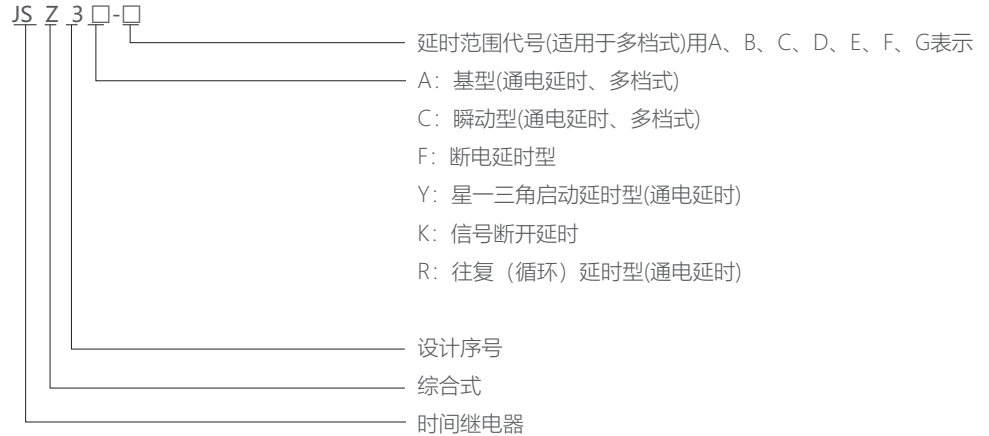 JS Z 3 □-□
延时范围代号(适用于多档式)用A、B、C、D、E、F、G表示
A：基型(通电延时、多档式)
C：瞬动型(通电延时、多档式)
F：断电延时型
Y：星一三角启动延时型(通电延时)
K：信号断开延时
R：往复（循环）延时型(通电延时)
设计序号
综合式
时间继电器